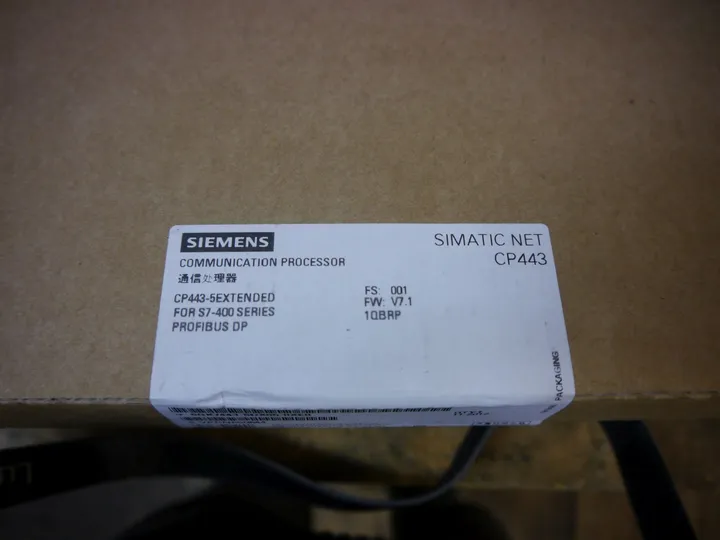 SIEMENS
SIMATIC NET
CP443
COMMUNICATION PROCESSOR
通信处理器
CP443-5EXTENDED
FOR S7-400 SERIES
PROFIBUS DP
FS: 001
FW: V7.1
1QBRP
PACKAGING